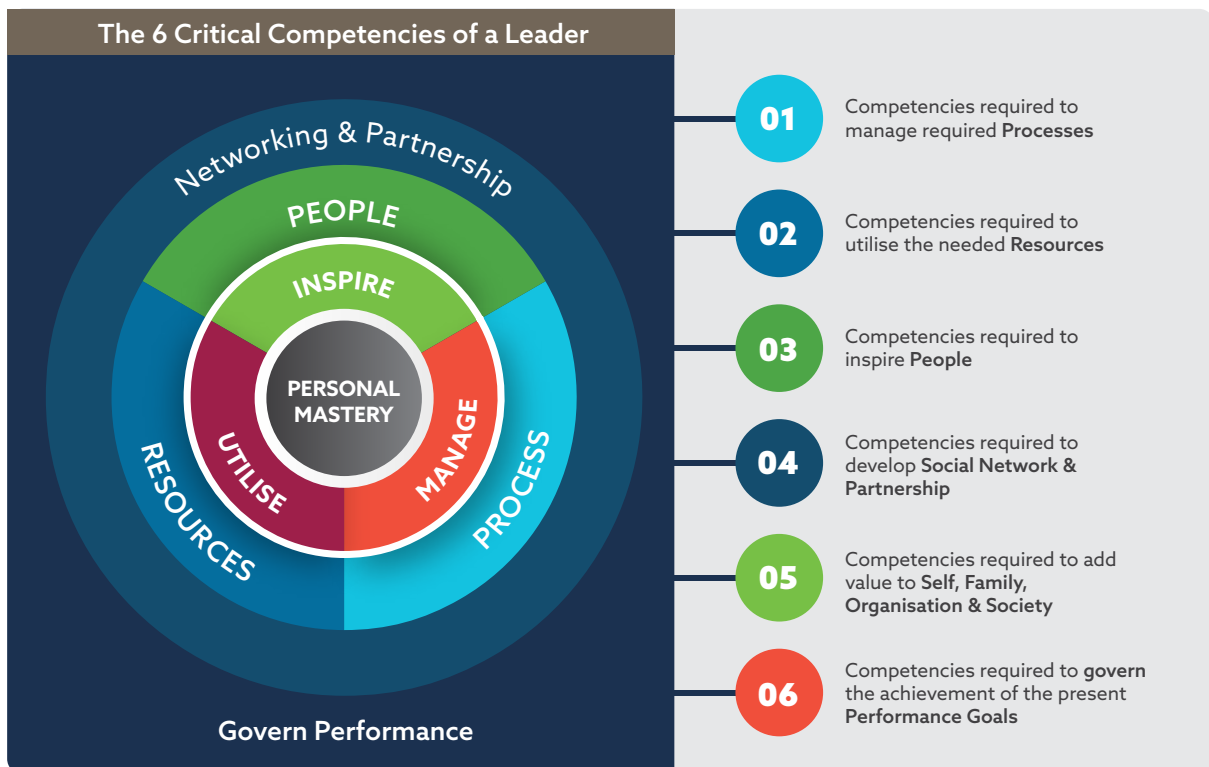 The 6 Critical Competencies of a Leader
Networking & Partnership
PEOPLE
INSPIRE
PERSONAL
MASTERY
UTILISE
MANAGE
RESOURCES
PROCESS
Govern Performance
01
Competencies required to
manage required Processes
02
Competencies required to
utilise the needed Resources
03
Competencies required to
inspire People
04
Competencies required to
develop Social Network &
Partnership
05
Competencies required to add
value to Self, Family,
Organisation & Society
06
Competencies required to govern
the achievement of the present
Performance Goals